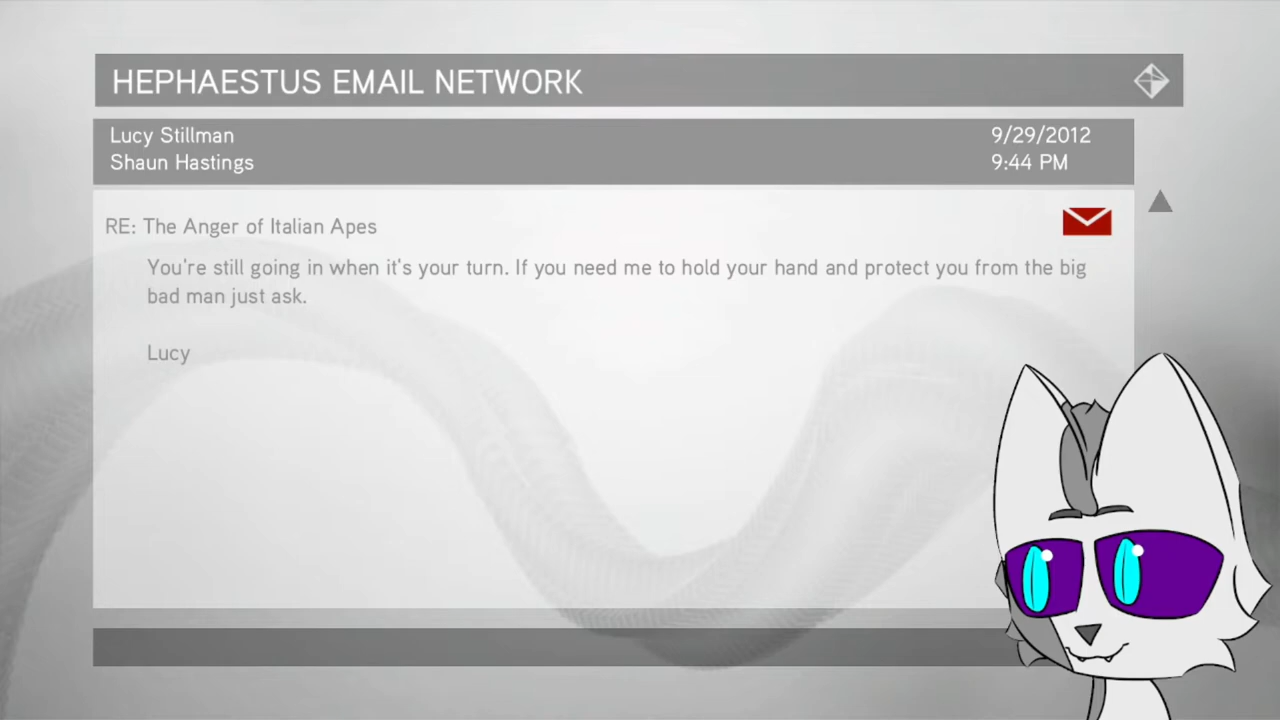 HEPHAESTUS EMAIL NETWORK
Lucy Stillman 9/29/2012
Shaun Hastings 9:44 PM
RE: The Anger of Italian Apes
You're still going in when it's your turn. If you need me to hold your hand and protect you from the big
bad man just ask.
Lucy